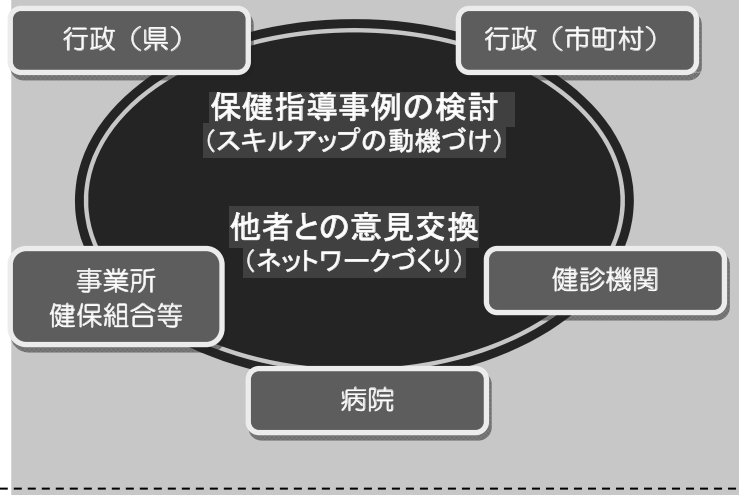 行政（県）
行政（市町村）
保健指導事例の検討
（スキルアップの動機づけ）
他者との意見交換
（ネットワークづくり）
事業所
健保組合等
健診機関
病院